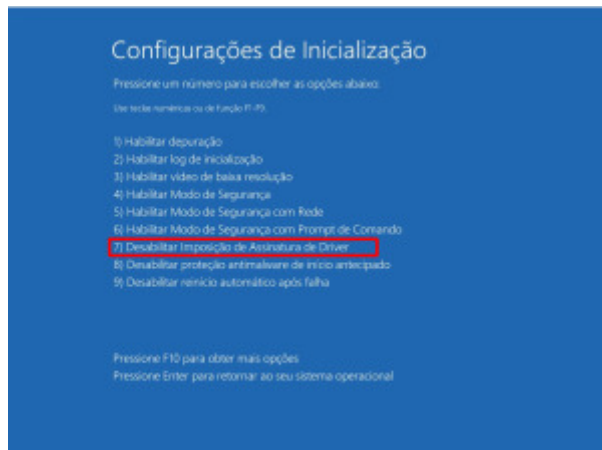 Configurações de Inicialização
Pressione um número para escolher as opções abaixo:
Use teclas numéricas ou de função F1-F9.
1) Habilitar depuração
2) Habilitar log de inicialização
3) Habilitar vídeo de baixa resolução
4) Habilitar Modo de Segurança
5) Habilitar Modo de Segurança com Rede
6) Habilitar Modo de Segurança com Prompt de Comando
7) Desabilitar Imposição de Assinatura de Driver
8) Desabilitar proteção antimalware de início antecipado
9) Desabilitar reinício automático após falha
Pressione F10 para obter mais opções
Pressione Enter para retornar ao seu sistema operacional